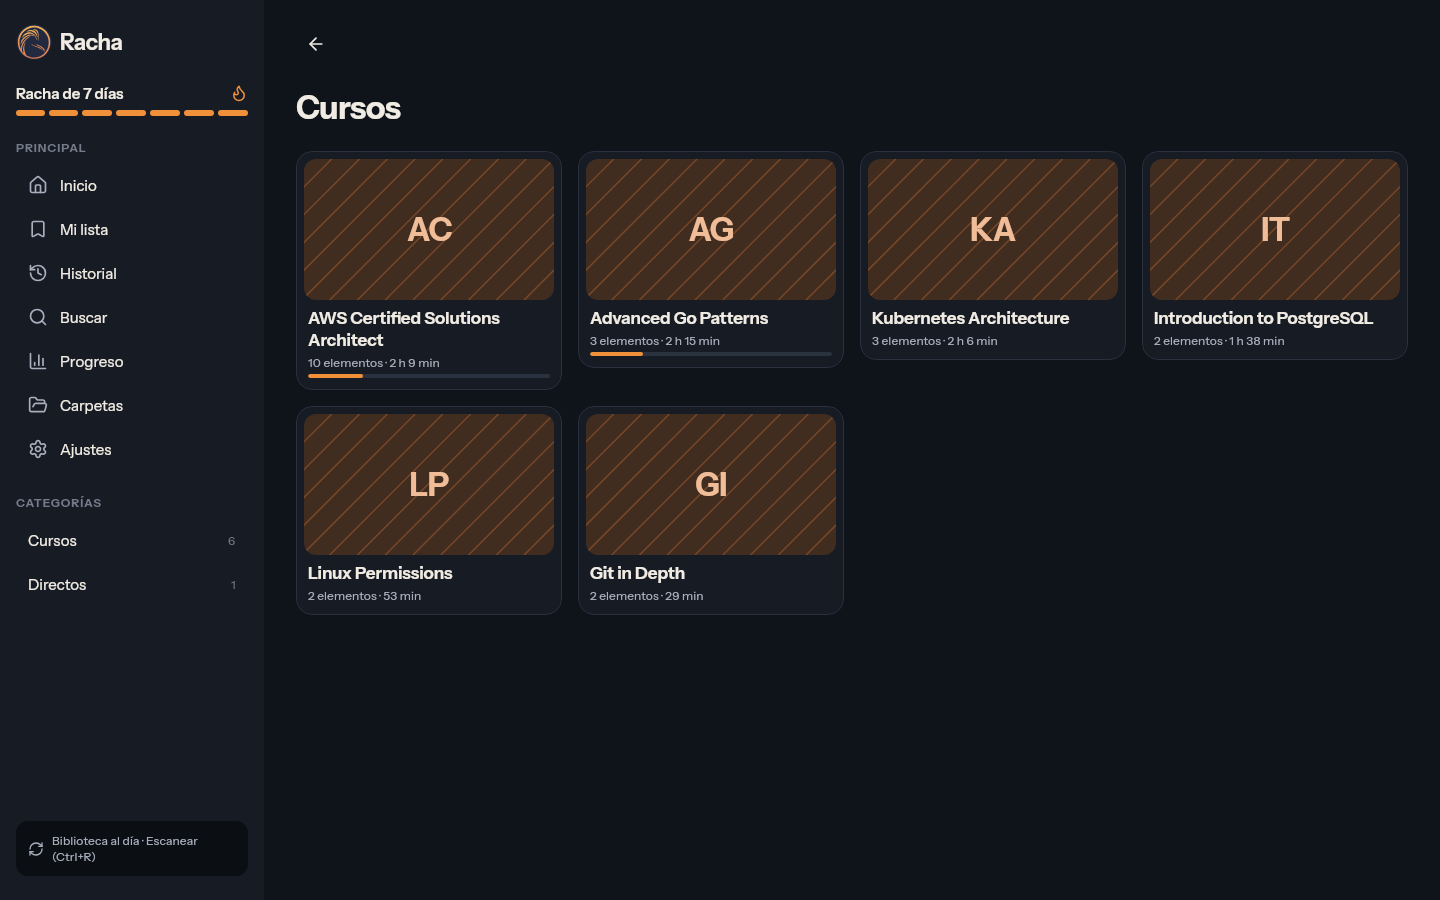 Racha
Racha de 7 días
PRINCIPAL
Inicio
Mi lista
Historial
Buscar
Progreso
Carpetas
Ajustes
CATEGORÍAS
Cursos 6
Directos 1
Biblioteca al día · Escanear
(Ctrl+R)
Cursos
AC
AWS Certified Solutions
Architect
10 elementos · 2 h 9 min
AG
Advanced Go Patterns
3 elementos · 2 h 15 min
KA
Kubernetes Architecture
3 elementos · 2 h 6 min
IT
Introduction to PostgreSQL
2 elementos · 1 h 38 min
LP
Linux Permissions
2 elementos · 53 min
GI
Git in Depth
2 elementos · 29 min